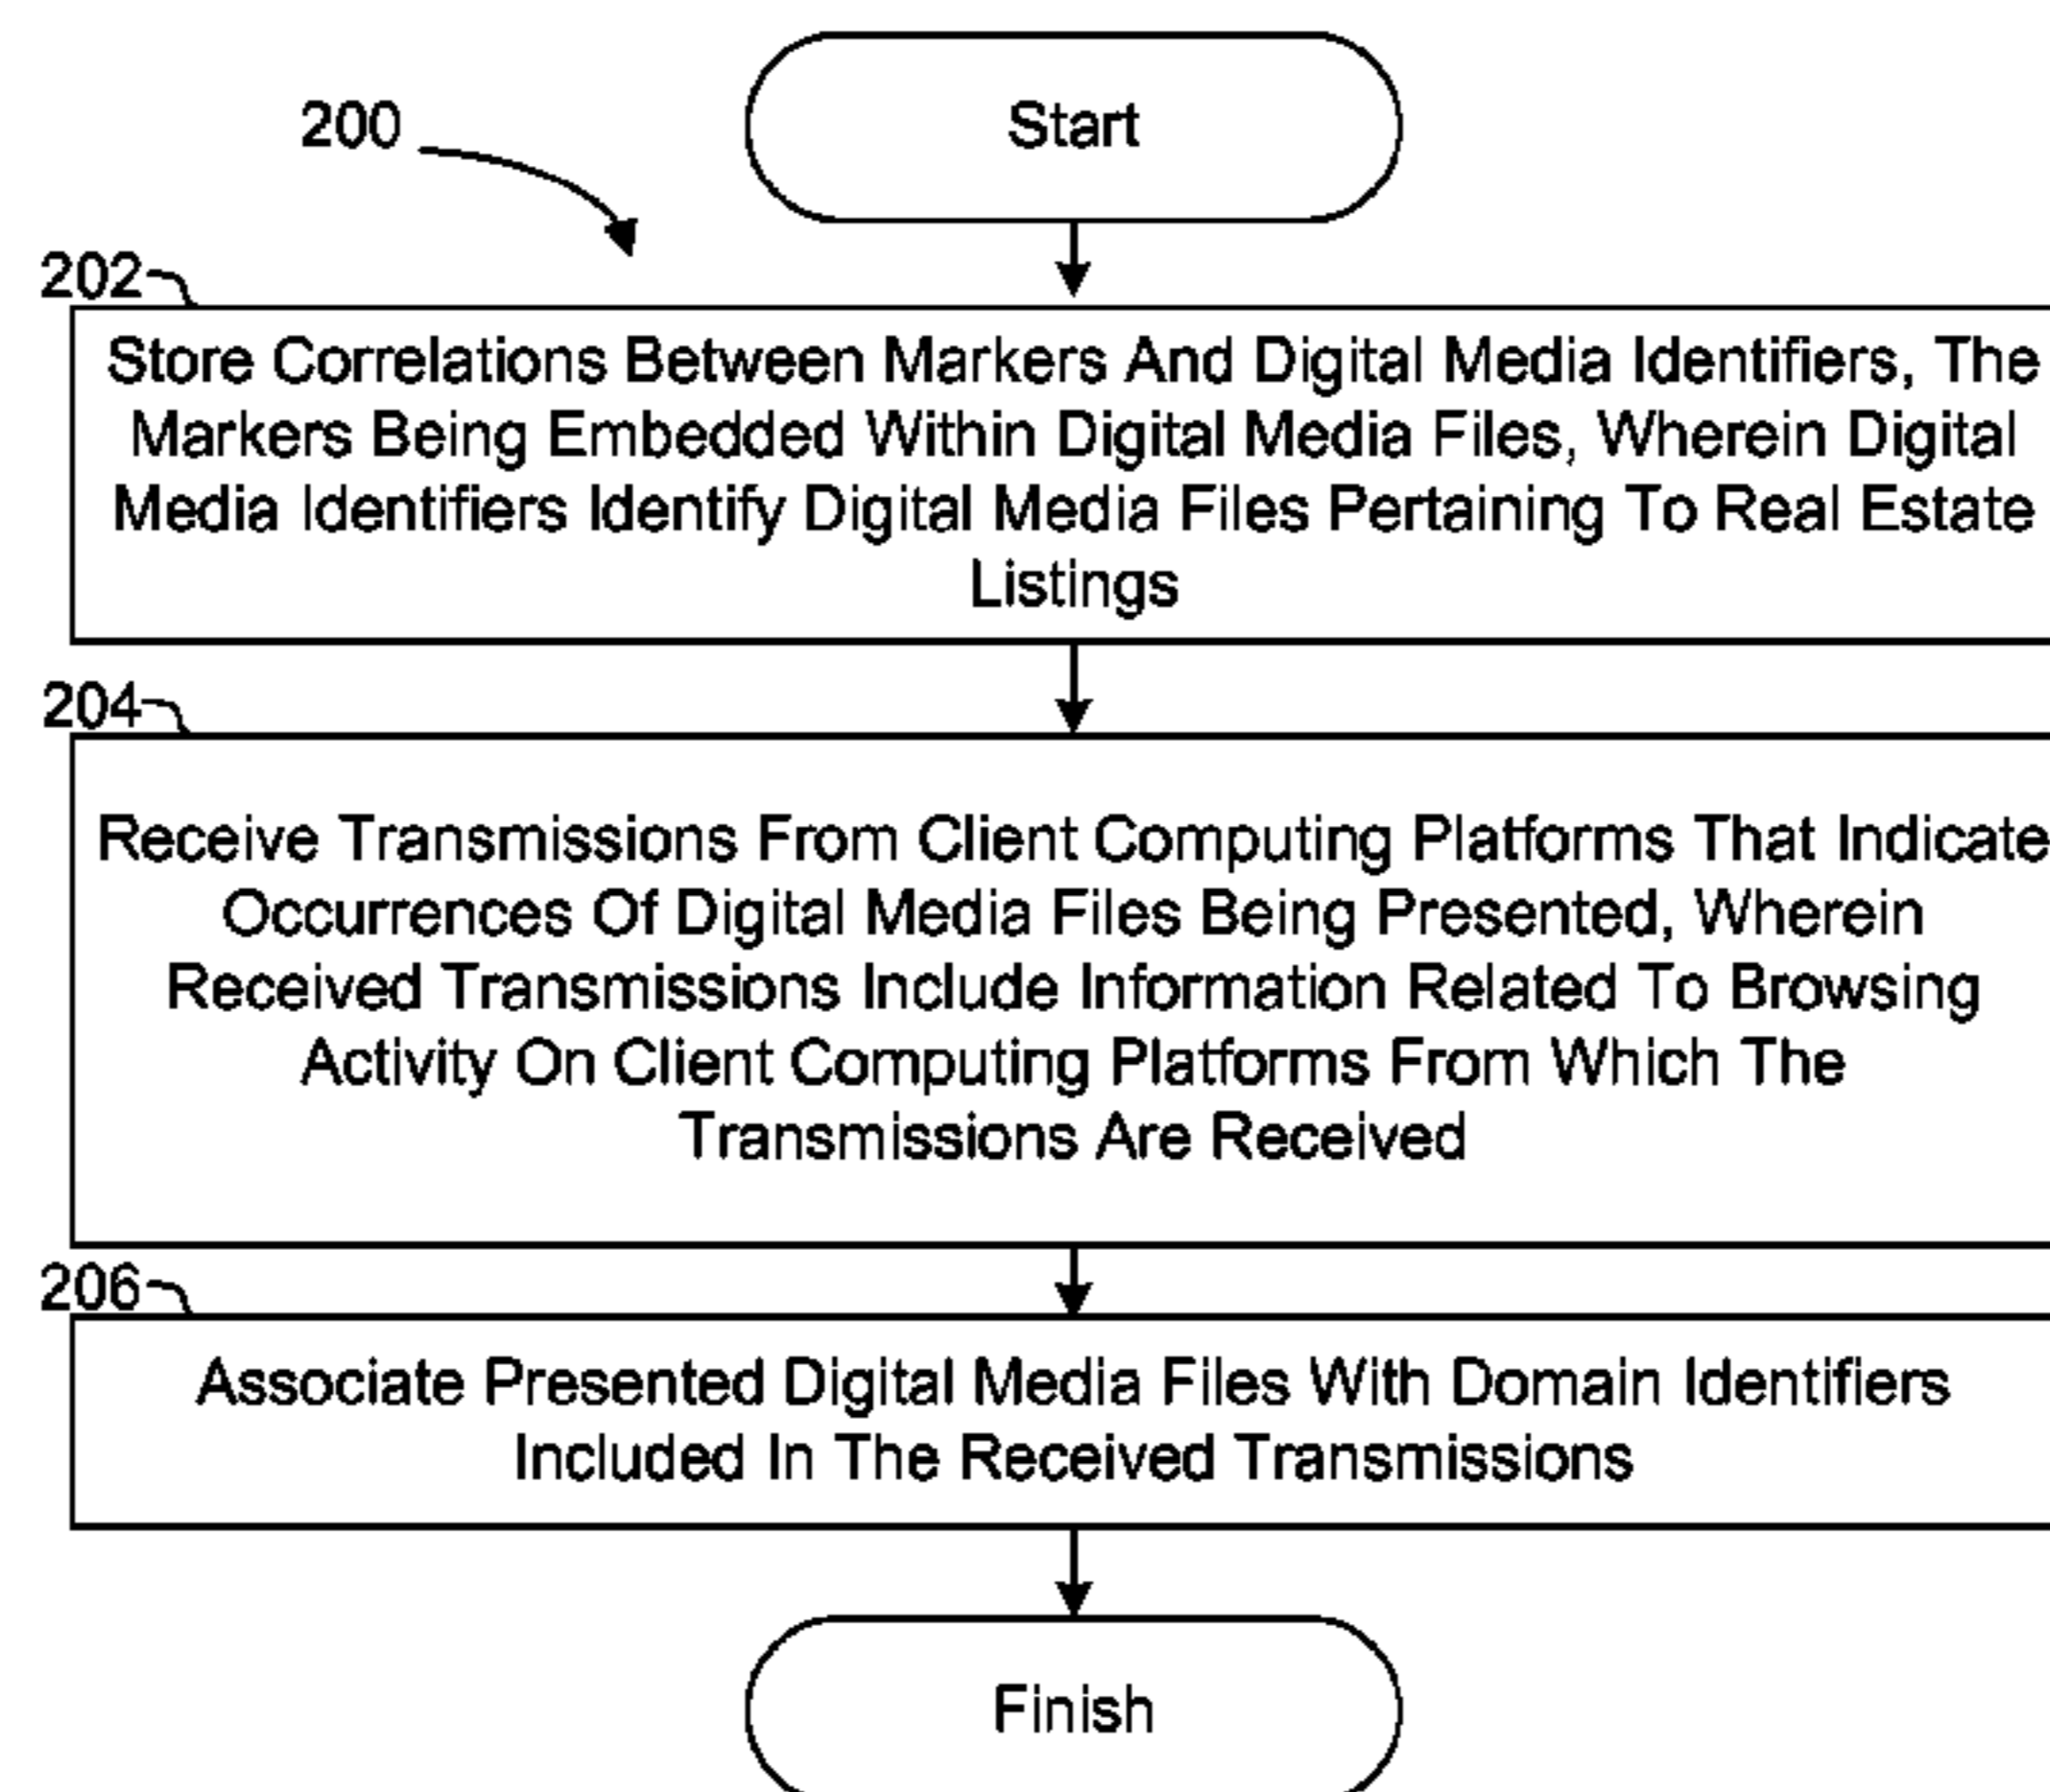 Start
200
202
Store Correlations Between Markers And Digital Media Identifiers, The
Markers Being Embedded Within Digital Media Files, Wherein Digital
Media Identifiers Identify Digital Media Files Pertaining To Real Estate
Listings
204
Receive Transmissions From Client Computing Platforms That Indicate
Occurrences Of Digital Media Files Being Presented, Wherein
Received Transmissions Include Information Related To Browsing
Activity On Client Computing Platforms From Which The
Transmissions Are Received
206
Associate Presented Digital Media Files With Domain Identifiers
Included In The Received Transmissions
Finish